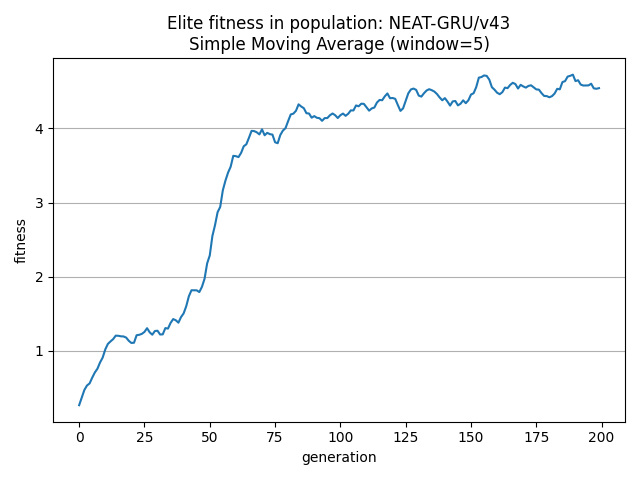 Elite fitness in population: NEAT-GRU/v43
Simple Moving Average (window=5)
fitness
4
3
2
1
0 25 50 75 100 125 150 175 200
generation